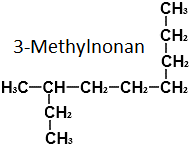 CH₃
CH₂
3-Methylnonan
CH₂
H₃C–CH–CH₂–CH₂–CH₂
CH₂
CH₃